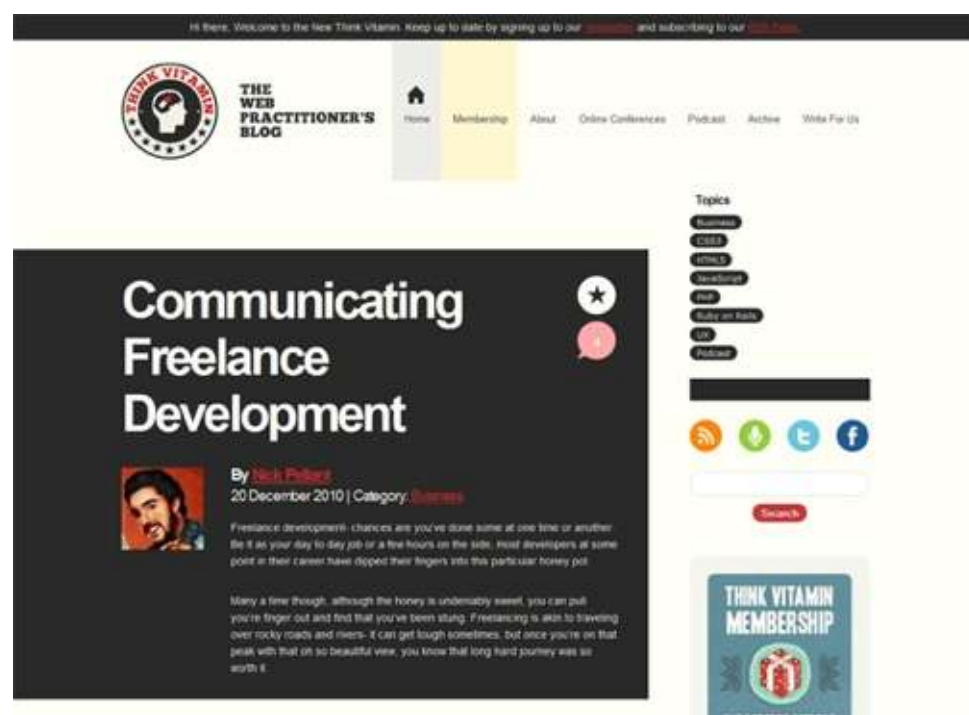 Hi there. Welcome to the New Think Vitamin. Keep up to date by signing up to our newsletter and subscribing to our
THINK VITAMIN
THE
WEB
PRACTITIONER'S
BLOG
Home
Membership
About
Online Conferences
Podcast
Archive
Write For Us
Topics
Business
CSS3
HTML5
JavaScript
PHP
Ruby on Rails
UX
Podcast
Communicating
Freelance
Development
4
By Nick Pettant
20 December 2010 | Category: Business
Freelance development- chances are you've done some at one time or another
Be it as your day to day job or a few hours on the side, most developers at some
point in their career have dipped their fingers into this particular honey pot
Many a time though, although the honey is undeniably sweet, you can pull
you're finger out and find that you've been stung. Freelancing is akin to traveling
over rocky roads and rivers- it can get tough sometimes, but once you're on that
peak with that oh so beautiful view, you know that long hard journey was so
worth it
Search
THINK VITAMIN
MEMBERSHIP